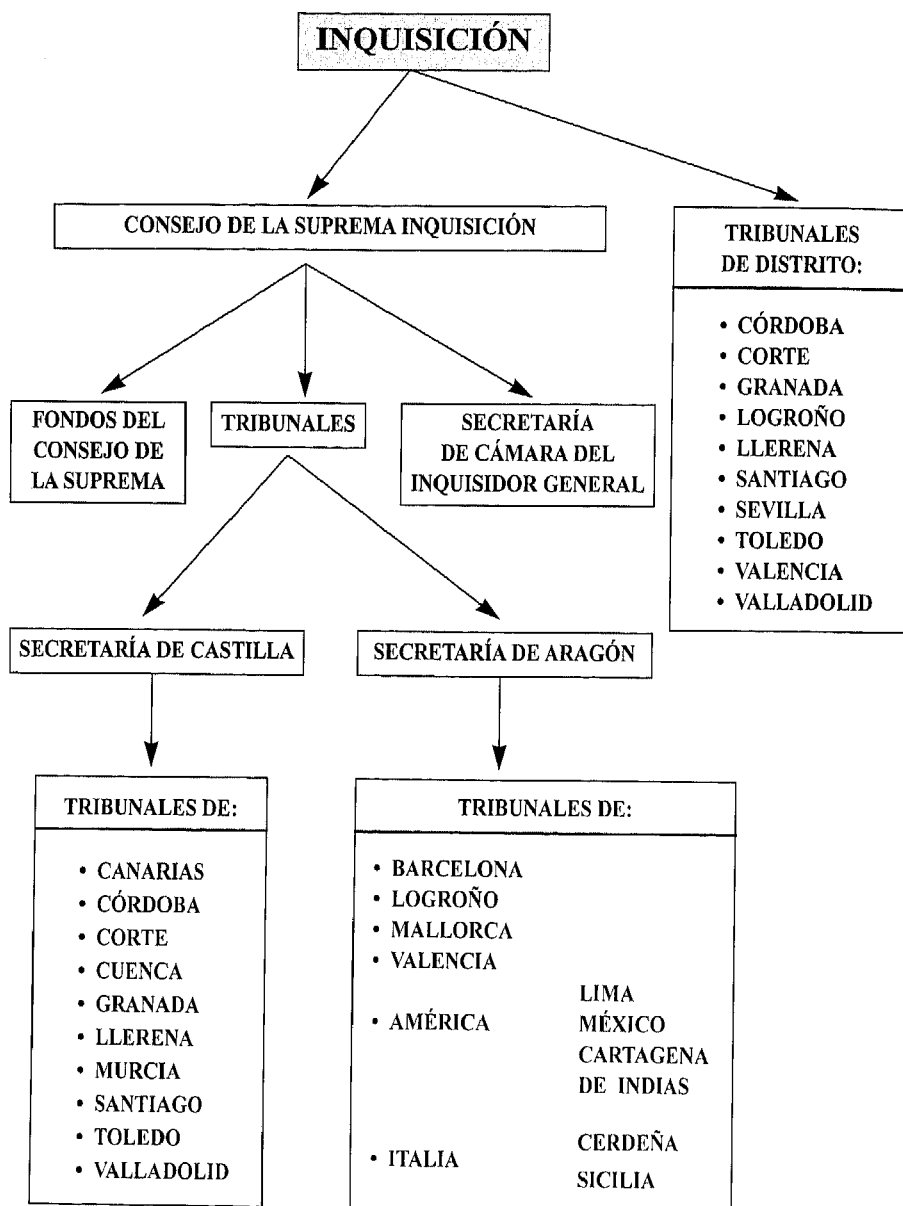 INQUISICIÓN
CONSEJO DE LA SUPREMA INQUISICIÓN
TRIBUNALES
DE DISTRITO:
• CÓRDOBA
• CORTE
• GRANADA
• LOGROÑO
• LLERENA
• SANTIAGO
• SEVILLA
• TOLEDO
• VALENCIA
• VALLADOLID
FONDOS DEL
CONSEJO DE
LA SUPREMA
TRIBUNALES
SECRETARÍA
DE CÁMARA DEL
INQUISIDOR GENERAL
SECRETARÍA DE CASTILLA
SECRETARÍA DE ARAGÓN
TRIBUNALES DE:
• CANARIAS
• CÓRDOBA
• CORTE
• CUENCA
• GRANADA
• LLERENA
• MURCIA
• SANTIAGO
• TOLEDO
• VALLADOLID
TRIBUNALES DE:
• BARCELONA
• LOGROÑO
• MALLORCA
• VALENCIA
• AMÉRICA
LIMA
MÉXICO
CARTAGENA
DE INDIAS
• ITALIA
CERDEÑA
SICILIA